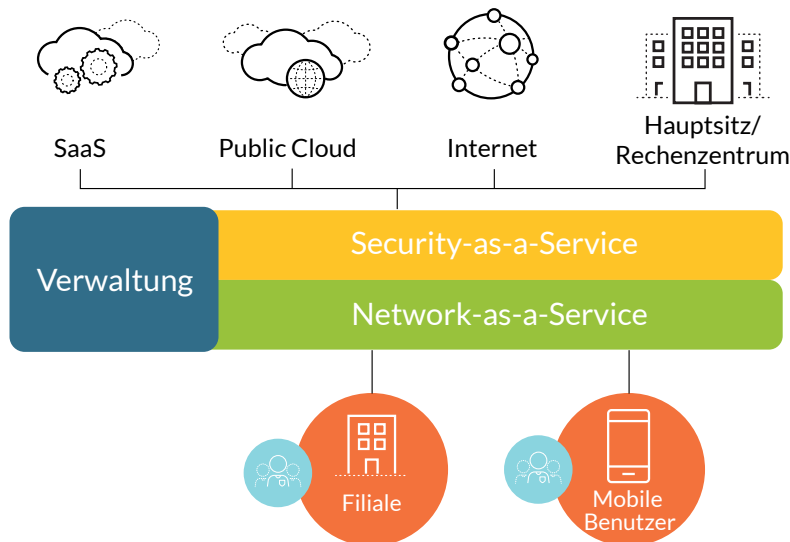 SaaS
Public Cloud
Internet
Hauptsitz/
Rechenzentrum
Verwaltung
Security-as-a-Service
Network-as-a-Service
Filiale
Mobile
Benutzer